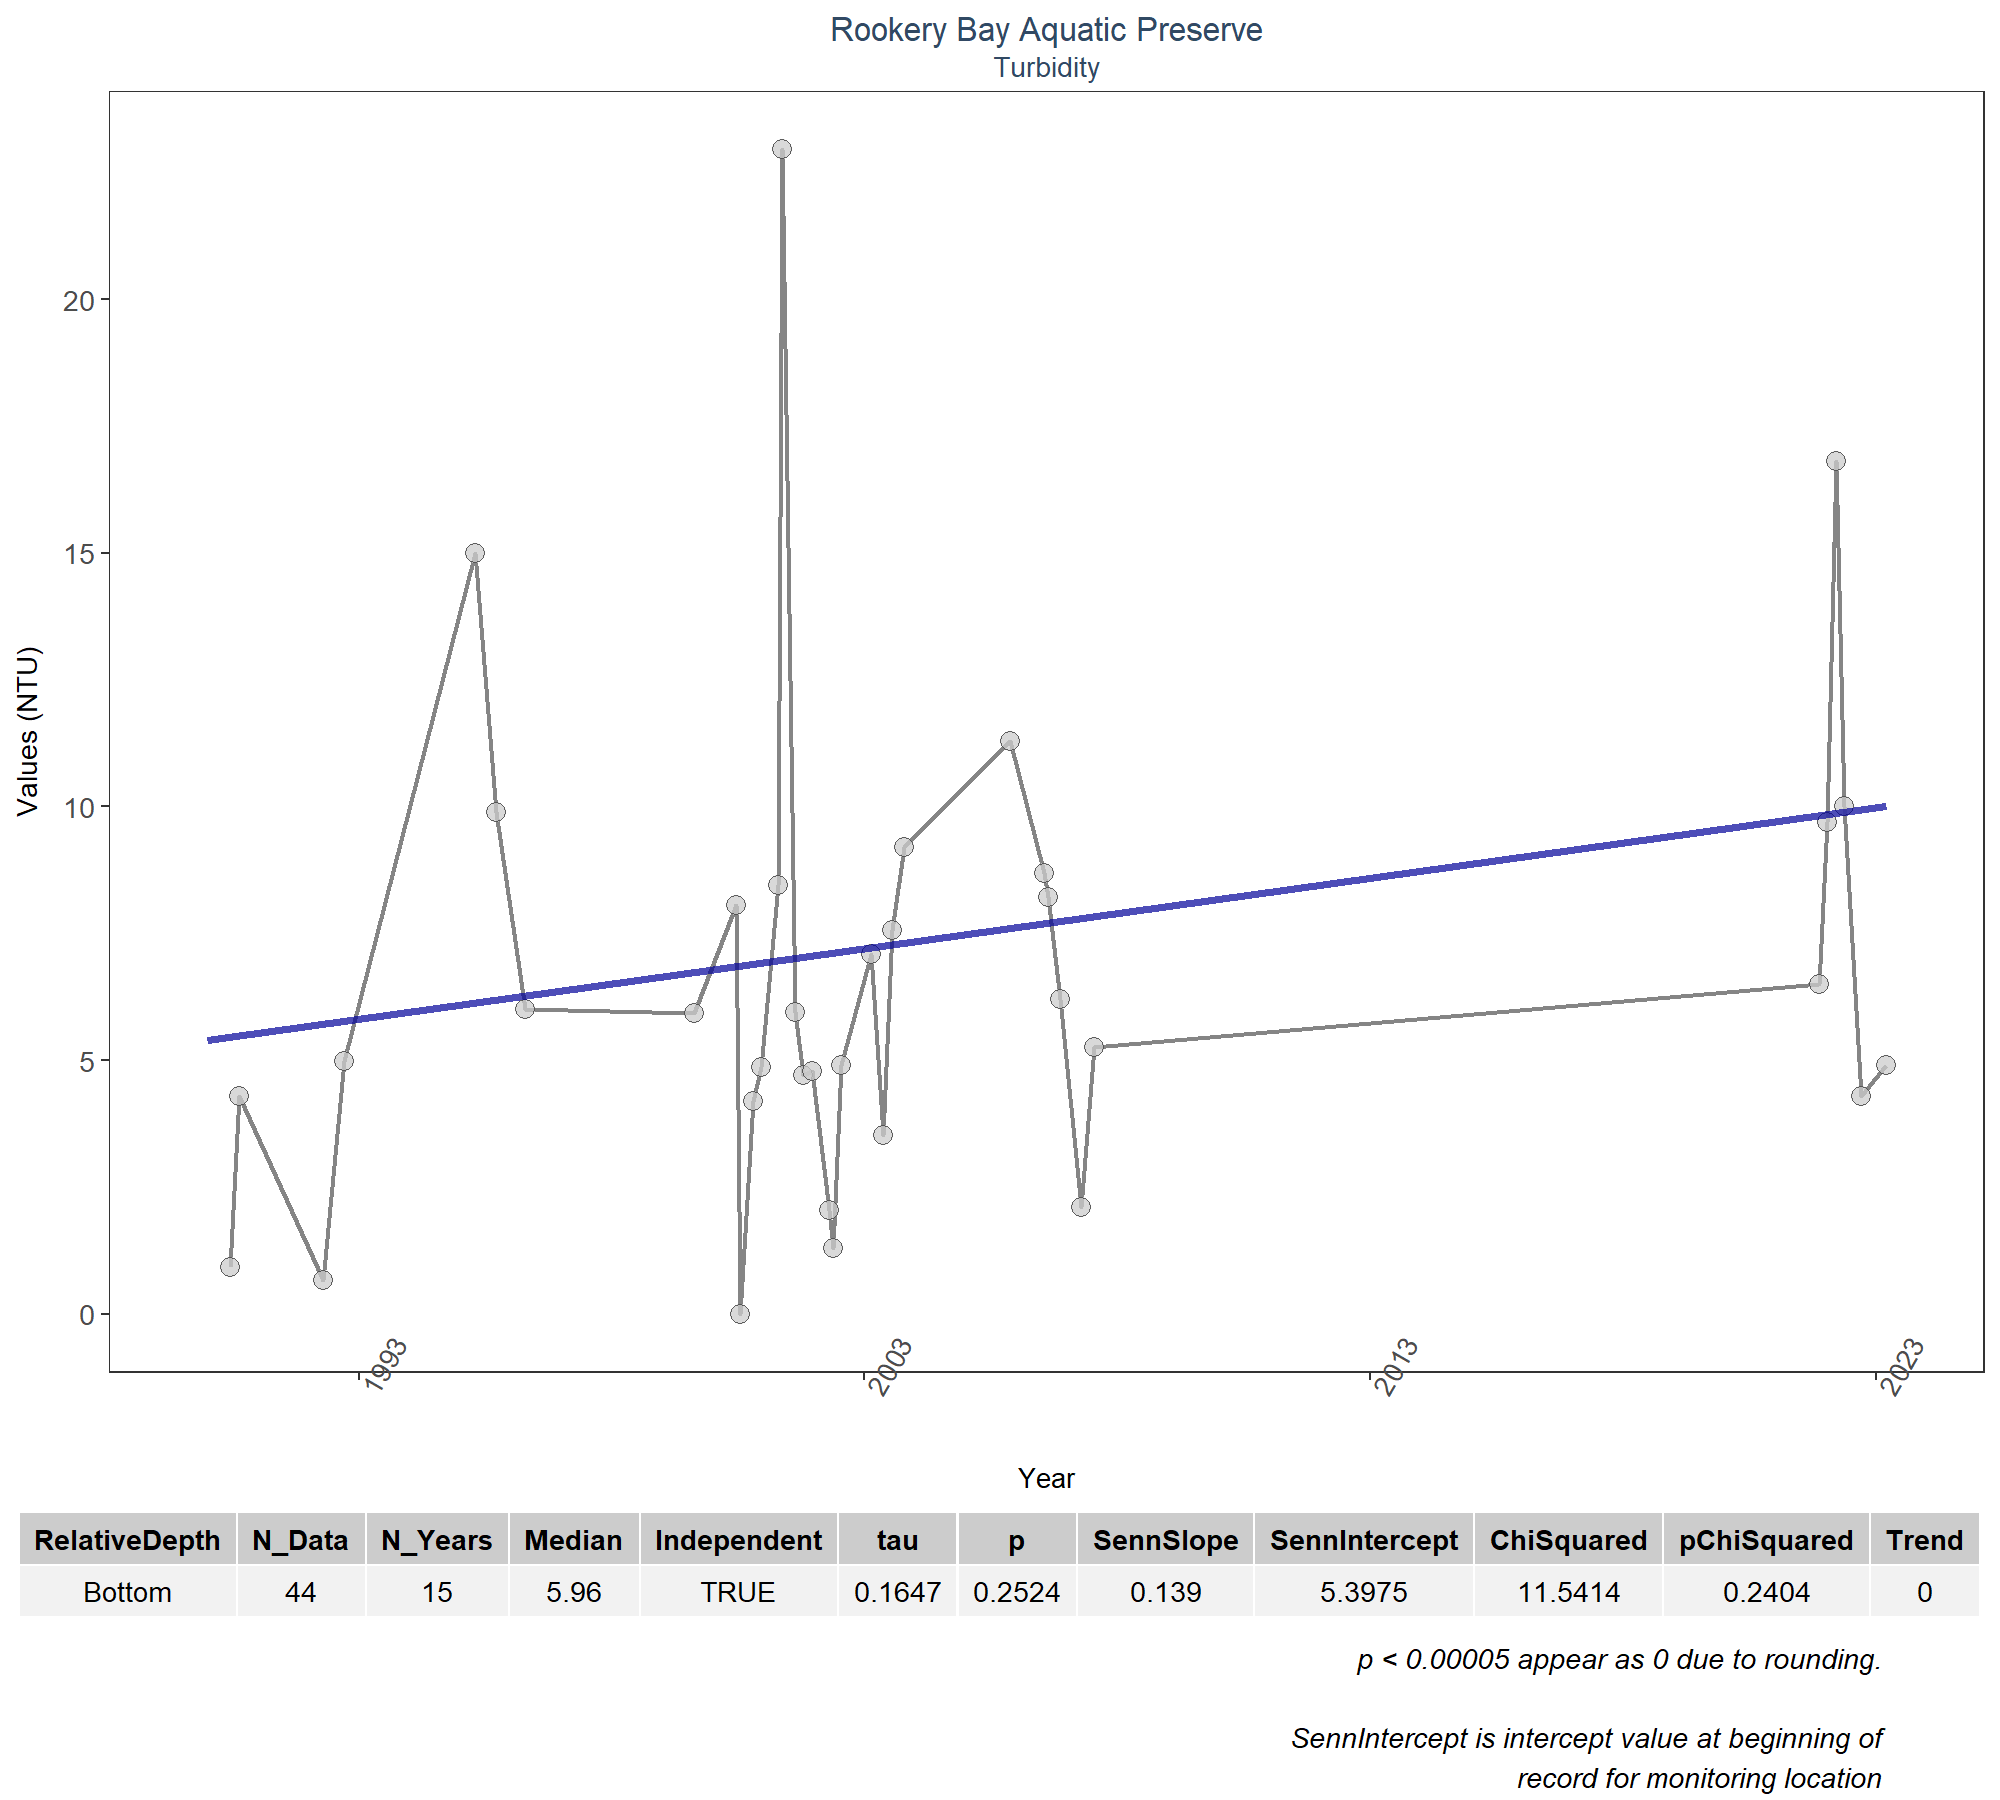 Rookery Bay Aquatic Preserve
Turbidity
Values (NTU)
20
15
10
5
0
1993
2003
2013
2023
Year
RelativeDepth N_Data N_Years Median Independent tau p SennSlope SennIntercept ChiSquared pChiSquared Trend
Bottom 44 15 5.96 TRUE 0.1647 0.2524 0.139 5.3975 11.5414 0.2404 0
p < 0.00005 appear as 0 due to rounding.
SennIntercept is intercept value at beginning of
record for monitoring location